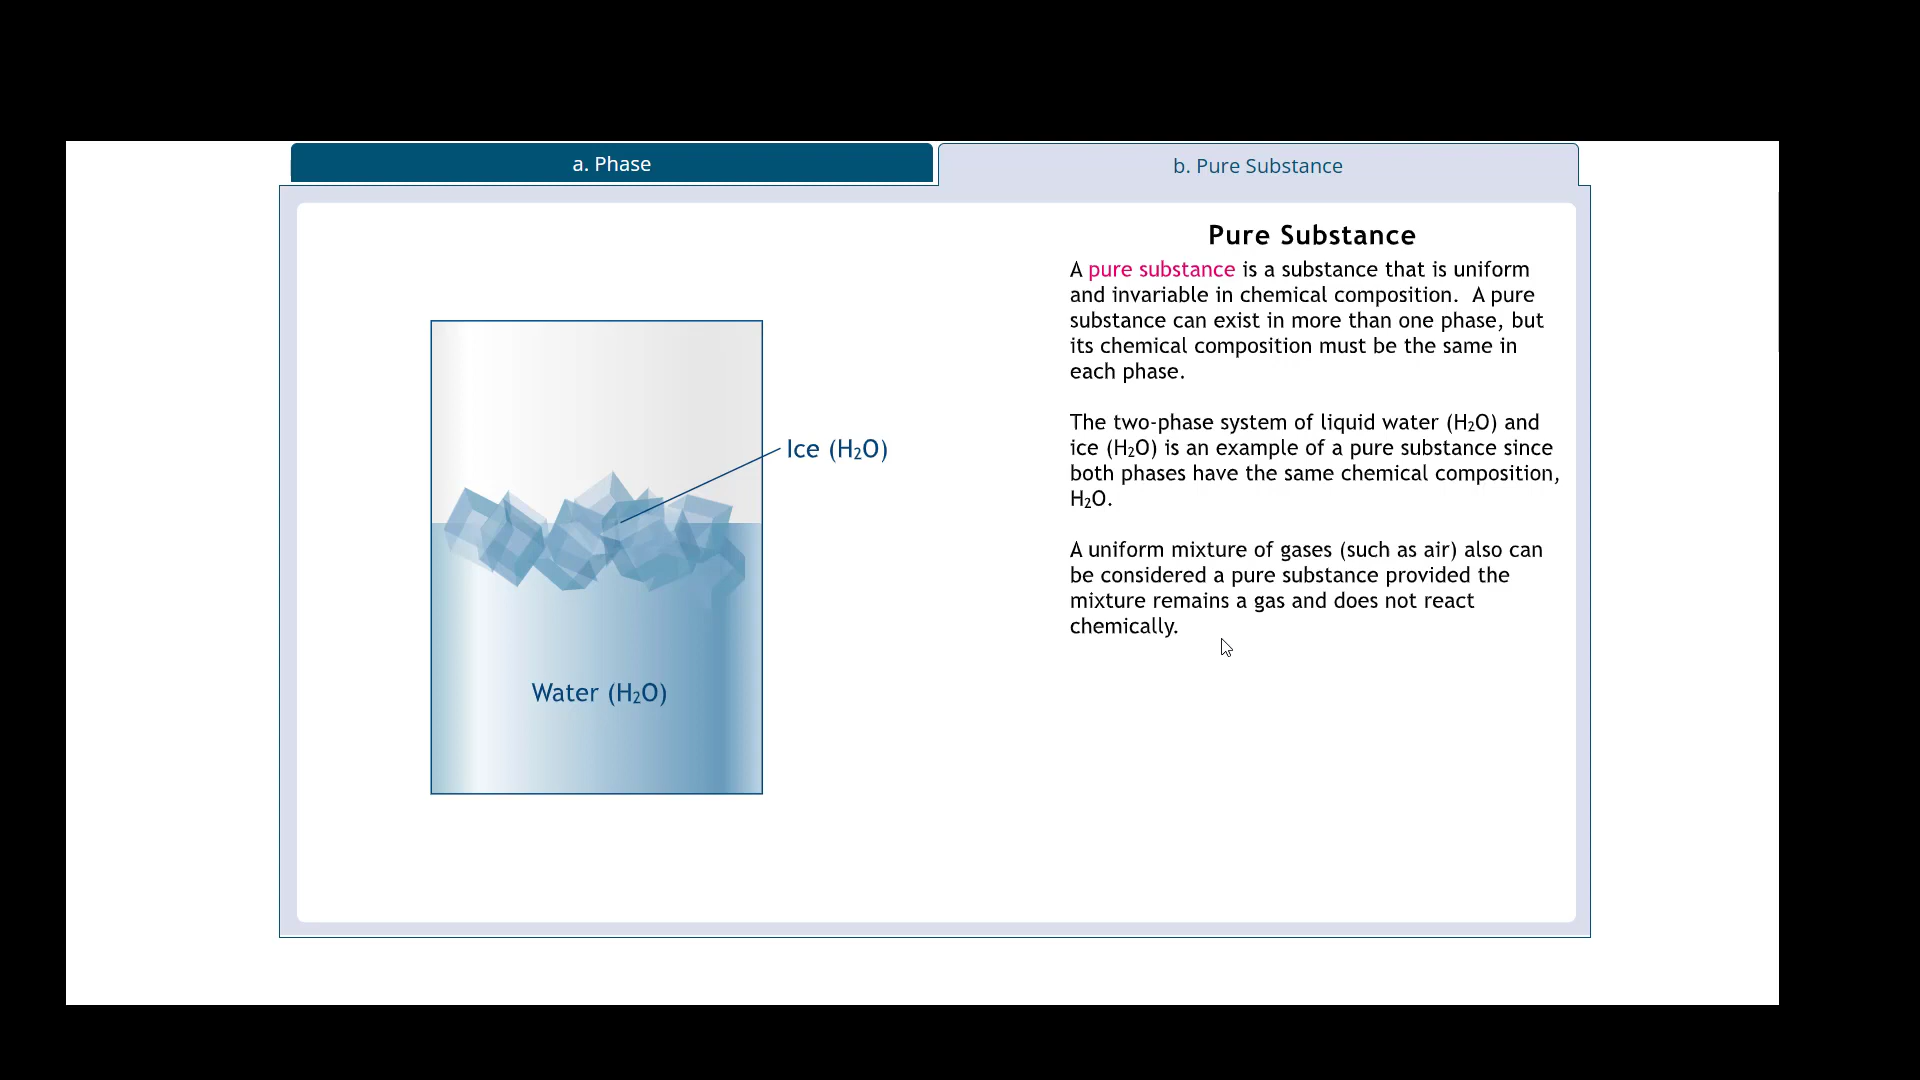 a. Phase
b. Pure Substance
Pure Substance
A pure substance is a substance that is uniform
and invariable in chemical composition.  A pure
substance can exist in more than one phase, but
its chemical composition must be the same in
each phase.
The two-phase system of liquid water (H₂O) and
ice (H₂O) is an example of a pure substance since
both phases have the same chemical composition,
H₂O.
A uniform mixture of gases (such as air) also can
be considered a pure substance provided the
mixture remains a gas and does not react
chemically.
Ice (H₂O)
Water (H₂O)